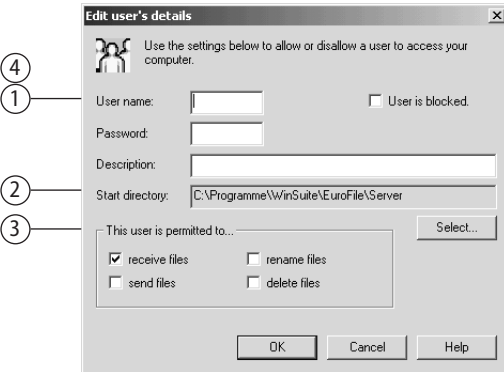 Edit user's details
Use the settings below to allow or disallow a user to access your
computer.
4
1
User name:
User is blocked.
Password:
Description:
2
Start directory:
C:\Programme\WinSuite\EuroFile\Server
3
This user is permitted to...
Select...
receive files
rename files
send files
delete files
OK
Cancel
Help